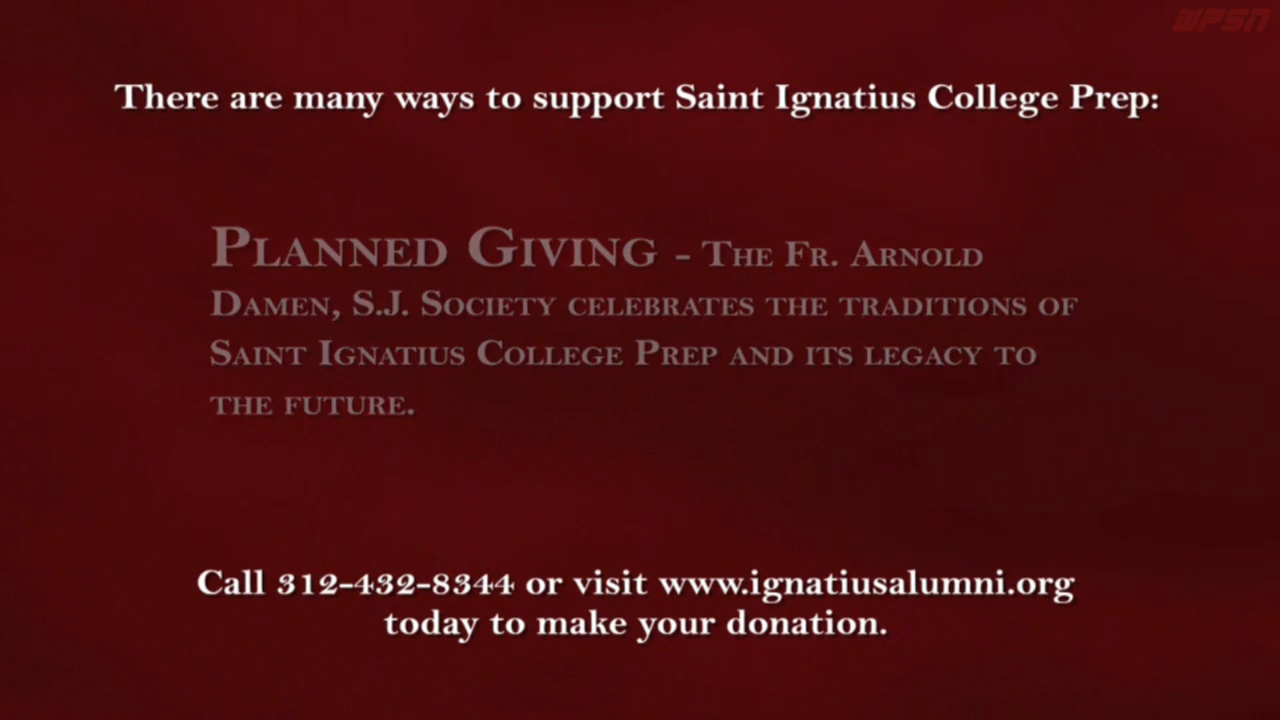 WPSN
There are many ways to support Saint Ignatius College Prep:
PLANNED GIVING - THE FR. ARNOLD
DAMEN, S.J. SOCIETY CELEBRATES THE TRADITIONS OF
SAINT IGNATIUS COLLEGE PREP AND ITS LEGACY TO
THE FUTURE.
Call 312-432-8344 or visit www.ignatiusalumni.org
today to make your donation.